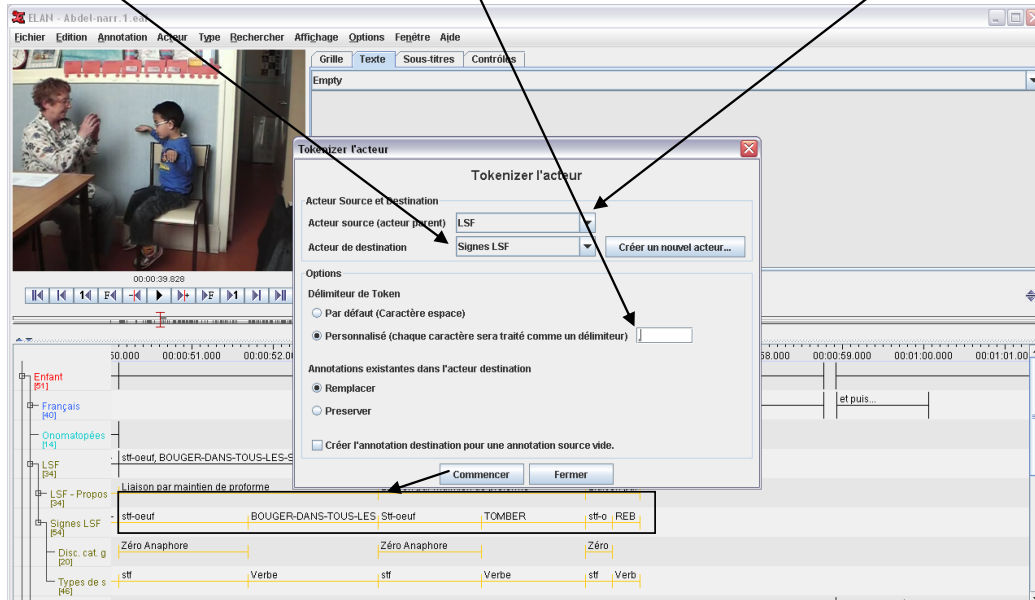 ELAN - Abdel-narr.1.eaf
Fichier Edition Annotation Acteur Type Rechercher Affichage Options Fenêtre Aide
Grille Texte Sous-titres Contrôles
Empty
Tokenizer l'acteur
Tokenizer l'acteur
Acteur Source et Destination
Acteur source (acteur parent) LSF
Acteur de destination Signes LSF Créer un nouvel acteur...
00:00:39.828
Options
Délimiteur de Token
Par défaut (Caractère espace)
Personnalisé (chaque caractère sera traité comme un délimiteur) ,
Annotations existantes dans l'acteur destination
Remplacer
Preserver
Créer l'annotation destination pour une annotation source vide.
Commencer Fermer
50.000 00:00:51.000 00:00:52.0 58.000 00:00:59.000 00:01:00.000 00:01:01.00
Enfant
[51]
Français et puis...
[40]
Onomatopées
[14]
LSF stf-oeuf, BOUGER-DANS-TOUS-LES-S
[34]
LSF - Propos Liaison par maintien de proforme
[34]
Signes LSF stf-oeuf BOUGER-DANS-TOUS-LES Stf-oeuf TOMBER stf-o REB
[54]
Disc. cat. g Zéro Anaphore Zéro Anaphore Zéro
[20]
Types de s stf Verbe stf Verbe stf Verb
[46]